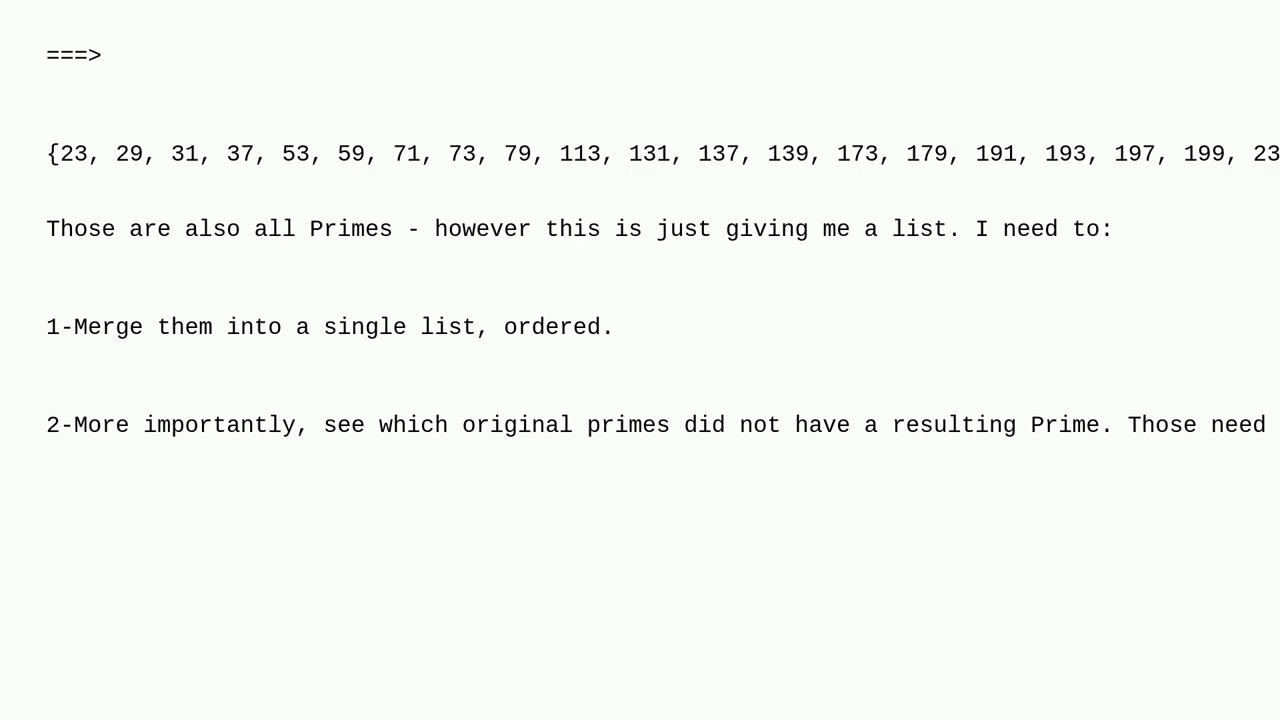 ===>
{23, 29, 31, 37, 53, 59, 71, 73, 79, 113, 131, 137, 139, 173, 179, 191, 193, 197, 199, 23
Those are also all Primes - however this is just giving me a list. I need to:
1-Merge them into a single list, ordered.
2-More importantly, see which original primes did not have a resulting Prime. Those need